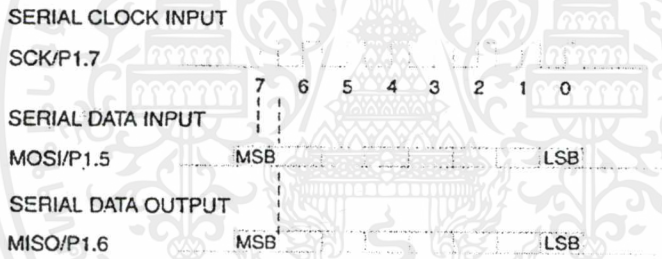 SERIAL CLOCK INPUT
SCK/P1.7
7 6 5 4 3 2 1 0
SERIAL DATA INPUT
MOSI/P1.5 MSB LSB
SERIAL DATA OUTPUT
MISO/P1.6 MSB LSB